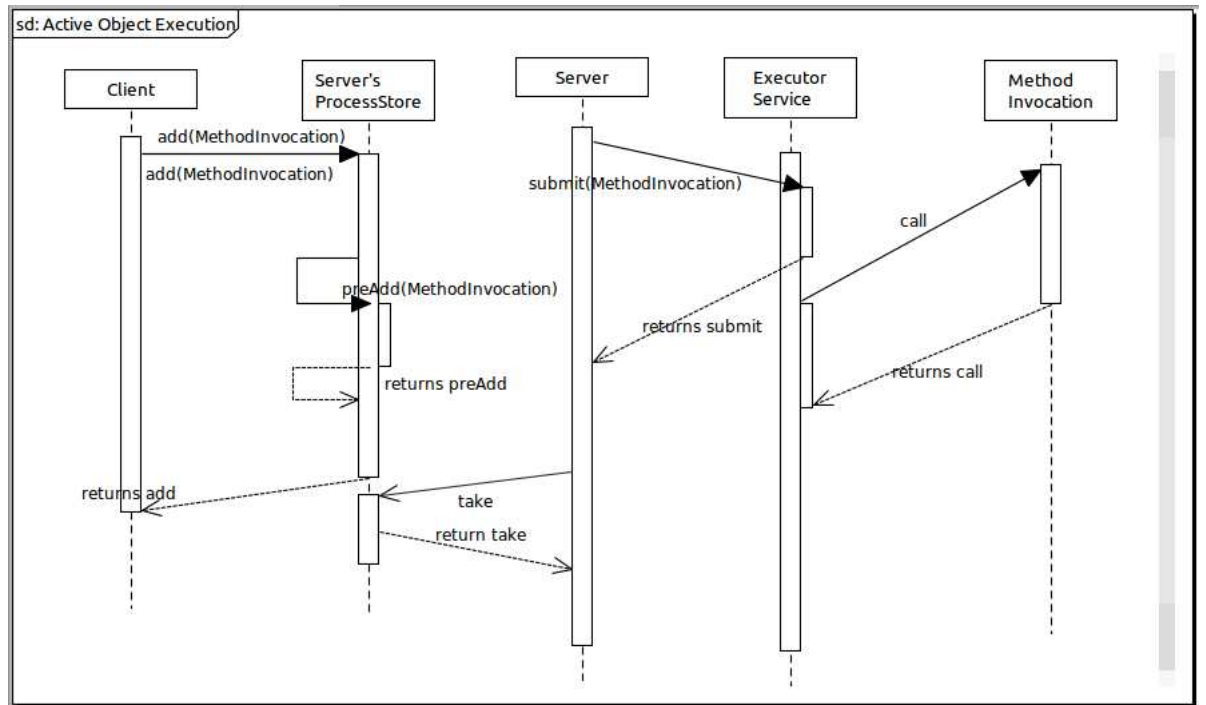 sd: Active Object Execution
Client
Server's
ProcessStore
Server
Executor
Service
Method
Invocation
add(MethodInvocation)
add(MethodInvocation)
submit(MethodInvocation)
call
preAdd(MethodInvocation)
returns submit
returns call
returns preAdd
returns add
take
return take